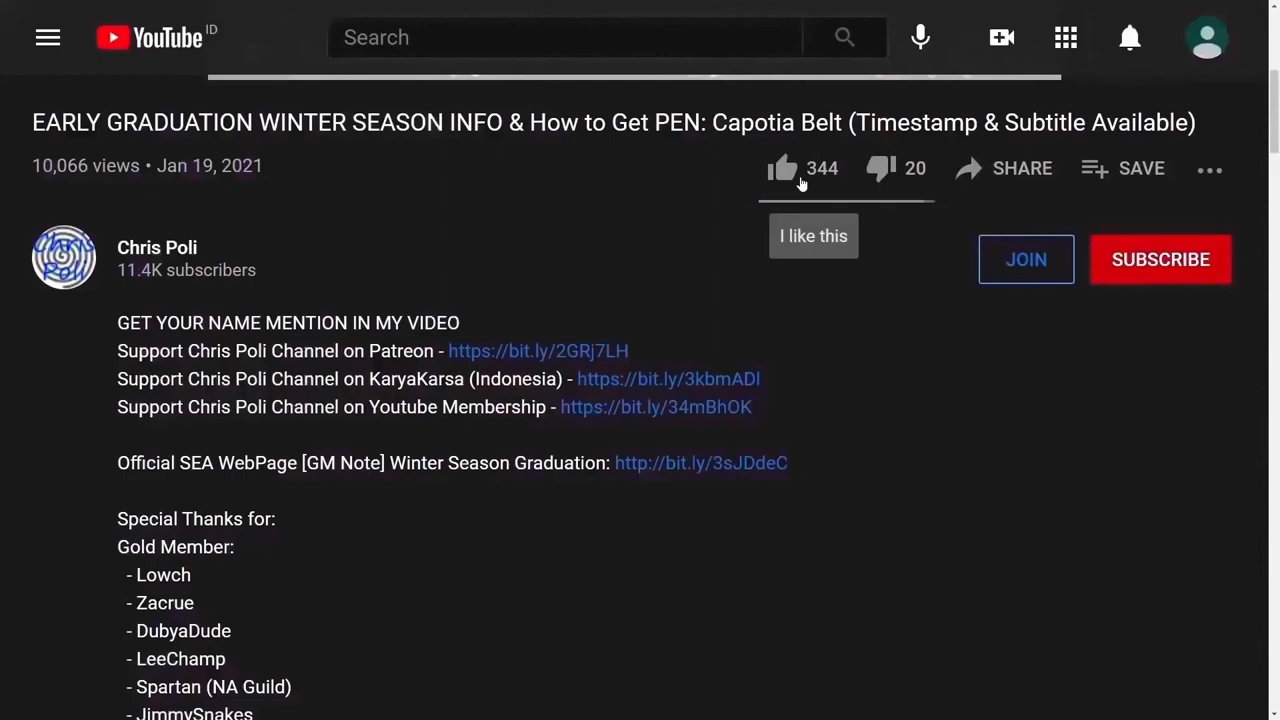 YouTube ID
Search
EARLY GRADUATION WINTER SEASON INFO & How to Get PEN: Capotia Belt (Timestamp & Subtitle Available)
10,066 views • Jan 19, 2021
344 20 SHARE SAVE
I like this
Chris Poli
Chris Poli
11.4K subscribers
JOIN SUBSCRIBE
GET YOUR NAME MENTION IN MY VIDEO
Support Chris Poli Channel on Patreon - https://bit.ly/2GRj7LH
Support Chris Poli Channel on KaryaKarsa (Indonesia) - https://bit.ly/3kbmADl
Support Chris Poli Channel on Youtube Membership - https://bit.ly/34mBhOK
Official SEA WebPage [GM Note] Winter Season Graduation: http://bit.ly/3sJDdeC
Special Thanks for:
Gold Member:
- Lowch
- Zacrue
- DubyaDude
- LeeChamp
- Spartan (NA Guild)
- JimmySnakes